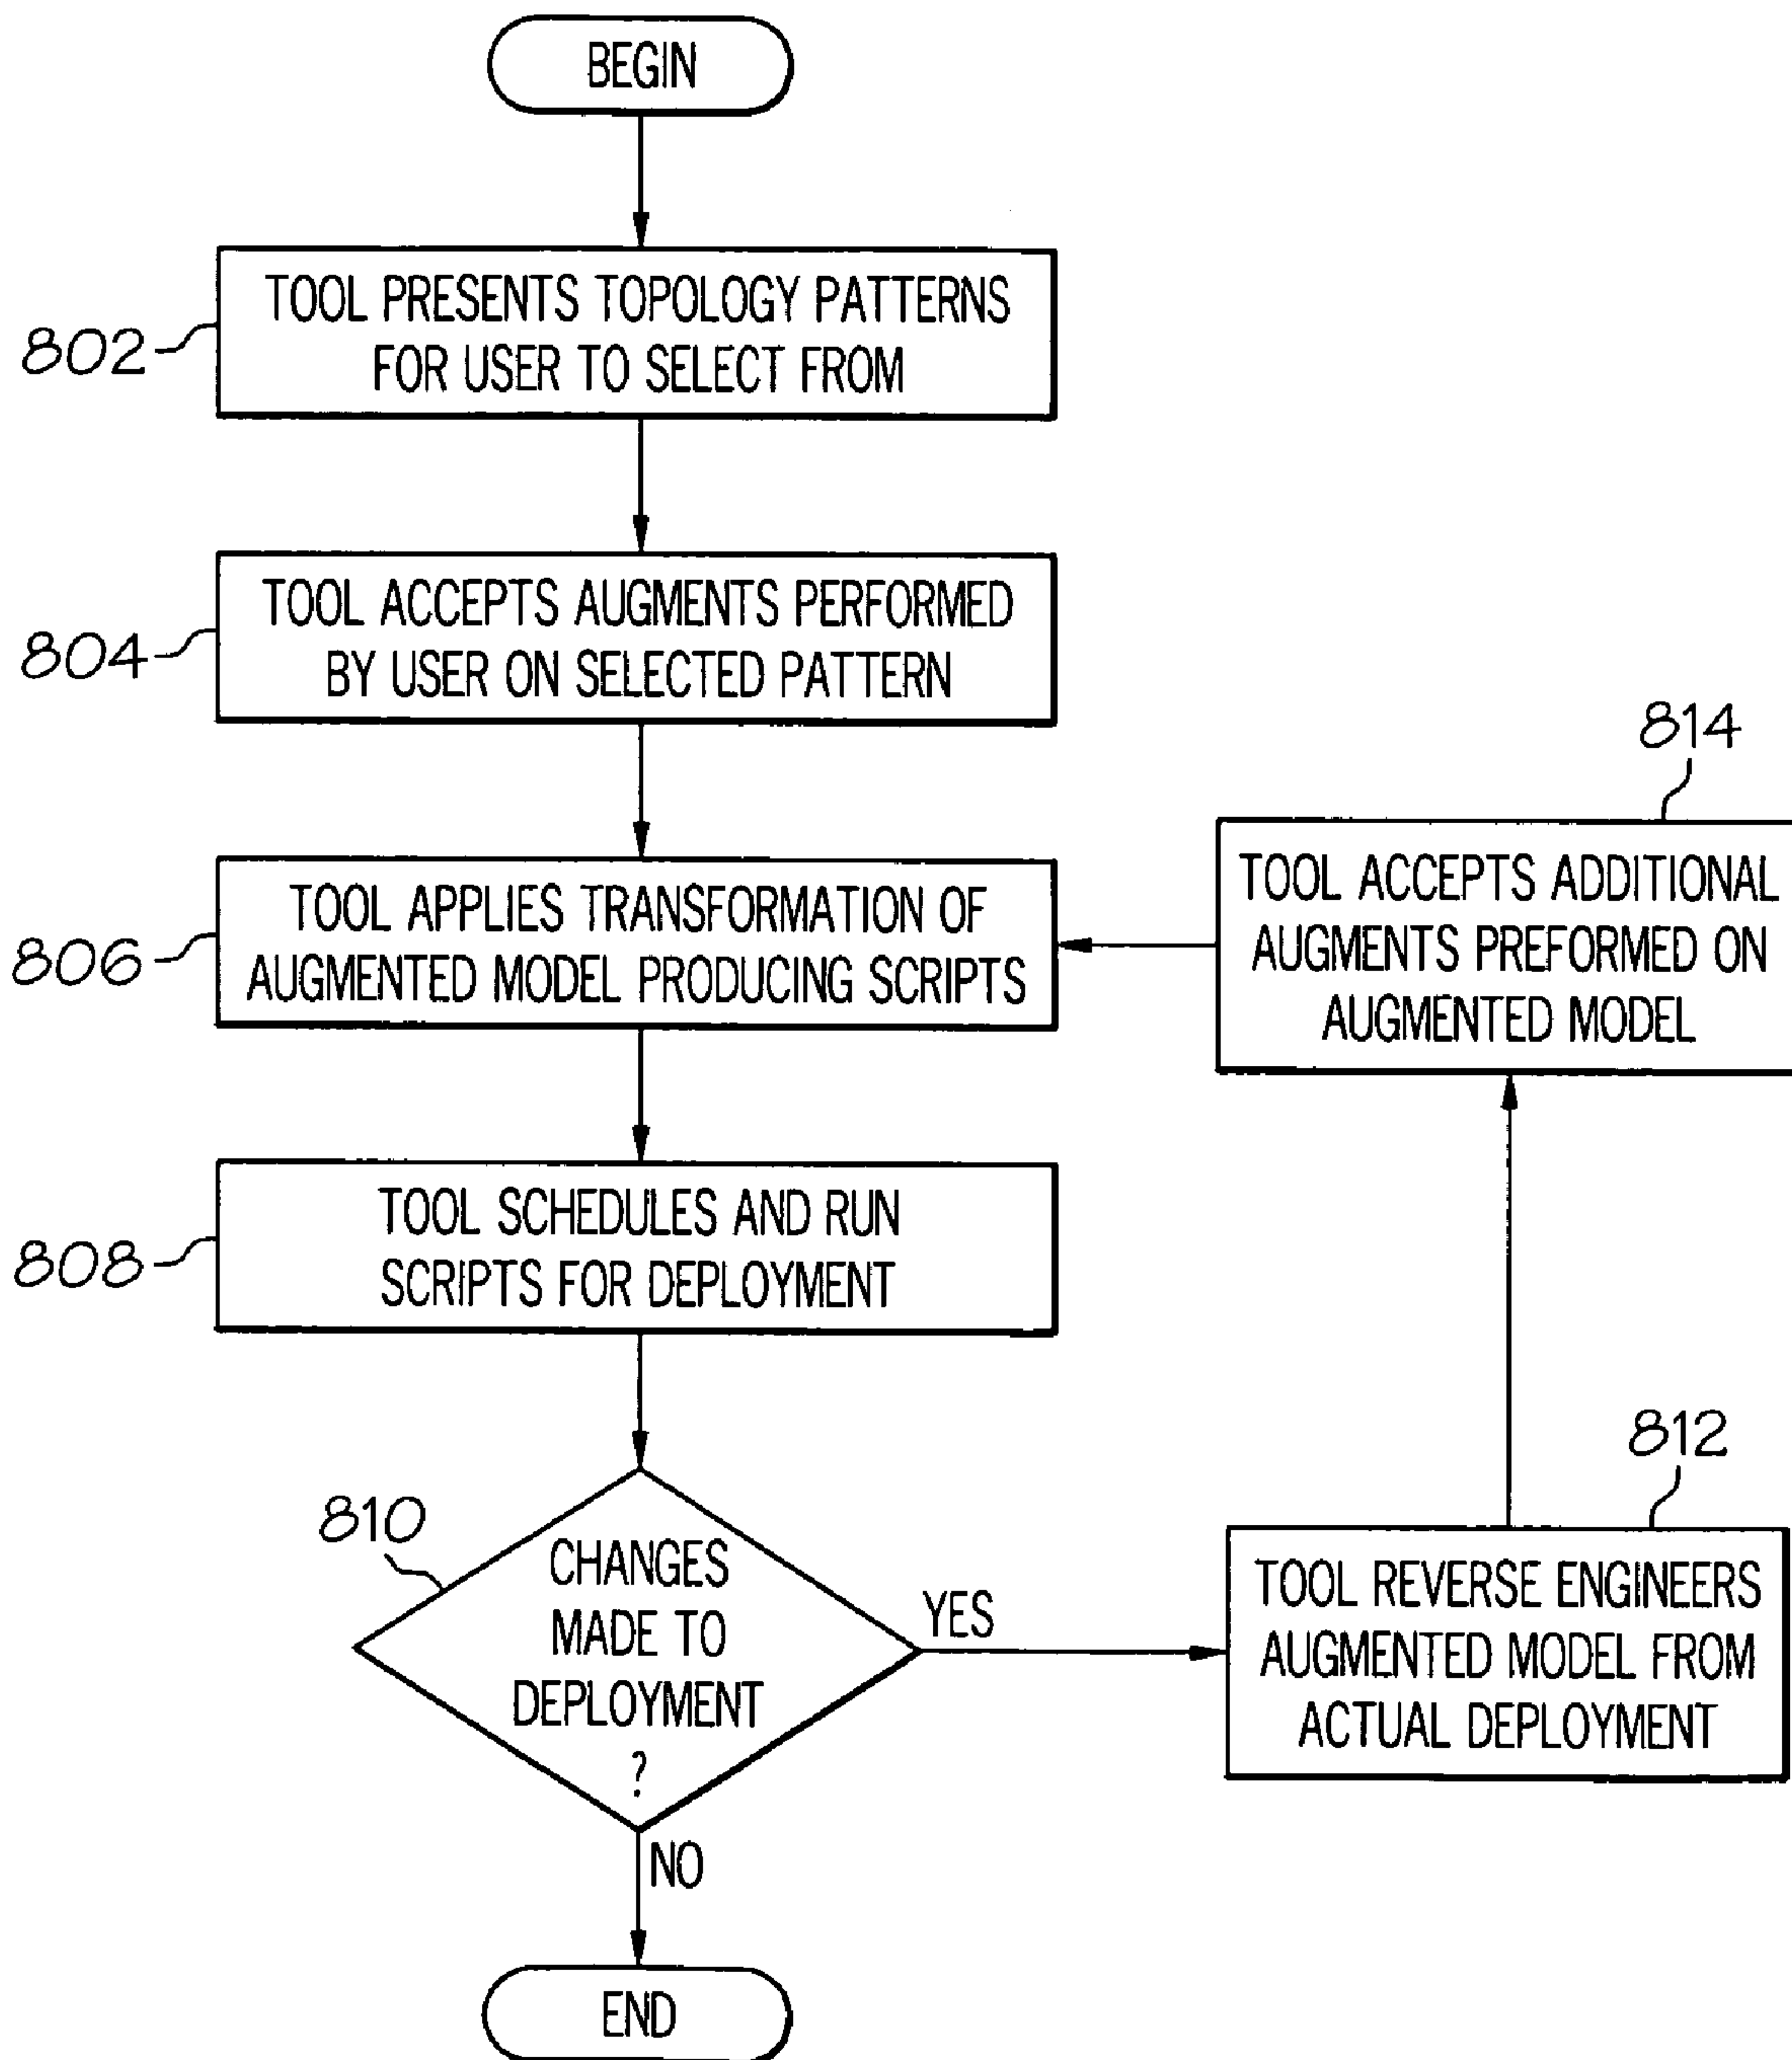 BEGIN
802
TOOL PRESENTS TOPOLOGY PATTERNS
FOR USER TO SELECT FROM
804
TOOL ACCEPTS AUGMENTS PERFORMED
BY USER ON SELECTED PATTERN
806
TOOL APPLIES TRANSFORMATION OF
AUGMENTED MODEL PRODUCING SCRIPTS
814
TOOL ACCEPTS ADDITIONAL
AUGMENTS PREFORMED ON
AUGMENTED MODEL
808
TOOL SCHEDULES AND RUN
SCRIPTS FOR DEPLOYMENT
810
CHANGES
MADE TO
DEPLOYMENT
?
YES
812
TOOL REVERSE ENGINEERS
AUGMENTED MODEL FROM
ACTUAL DEPLOYMENT
NO
END